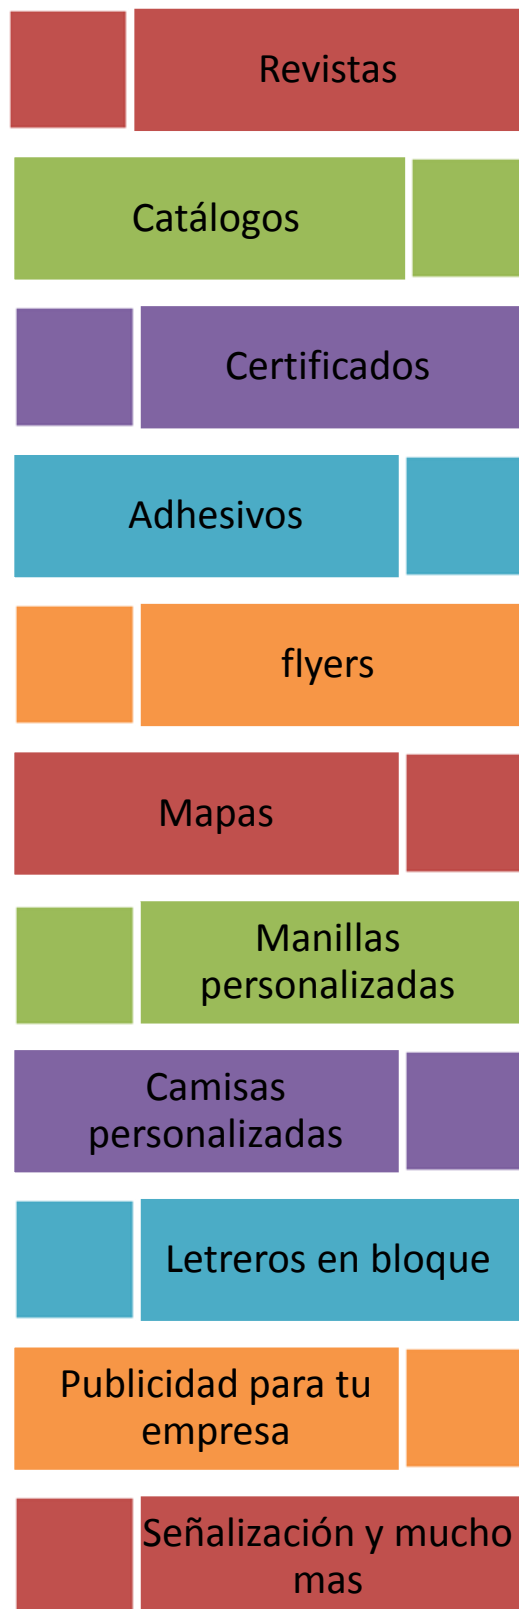 Revistas
Catálogos
Certificados
Adhesivos
flyers
Mapas
Manillas
personalizadas
Camisas
personalizadas
Letreros en bloque
Publicidad para tu
empresa
Señalización y mucho
mas